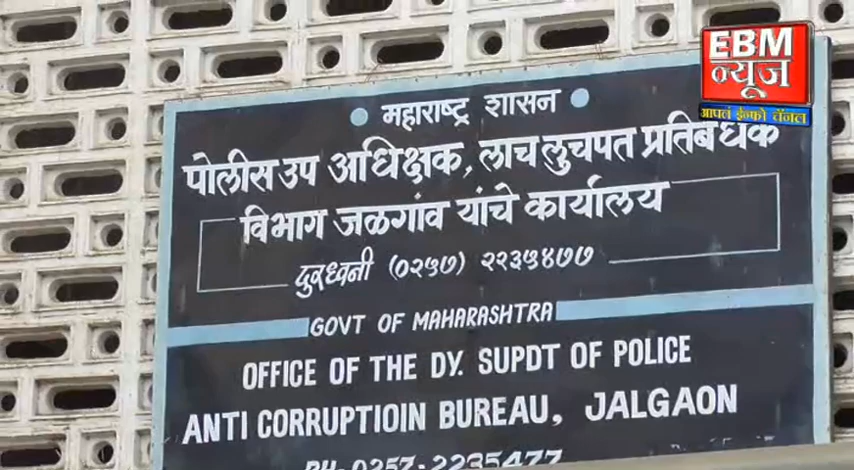 EBM
न्यूज
आपलं ईन्फो चॅनल
महाराष्ट्र शासन
पोलीस उप अधिक्षक, लाच लुचपत प्रतिबंधक
विभाग जळगांव यांचे कार्यालय
दुरध्वनी (०२५७) २२३५४७७
GOVT OF MAHARASHTRA
OFFICE OF THE DY. SUPDT OF POLICE
ANTI CORRUPTIOIN BUREAU, JALGAON
PH. 0257-2235477